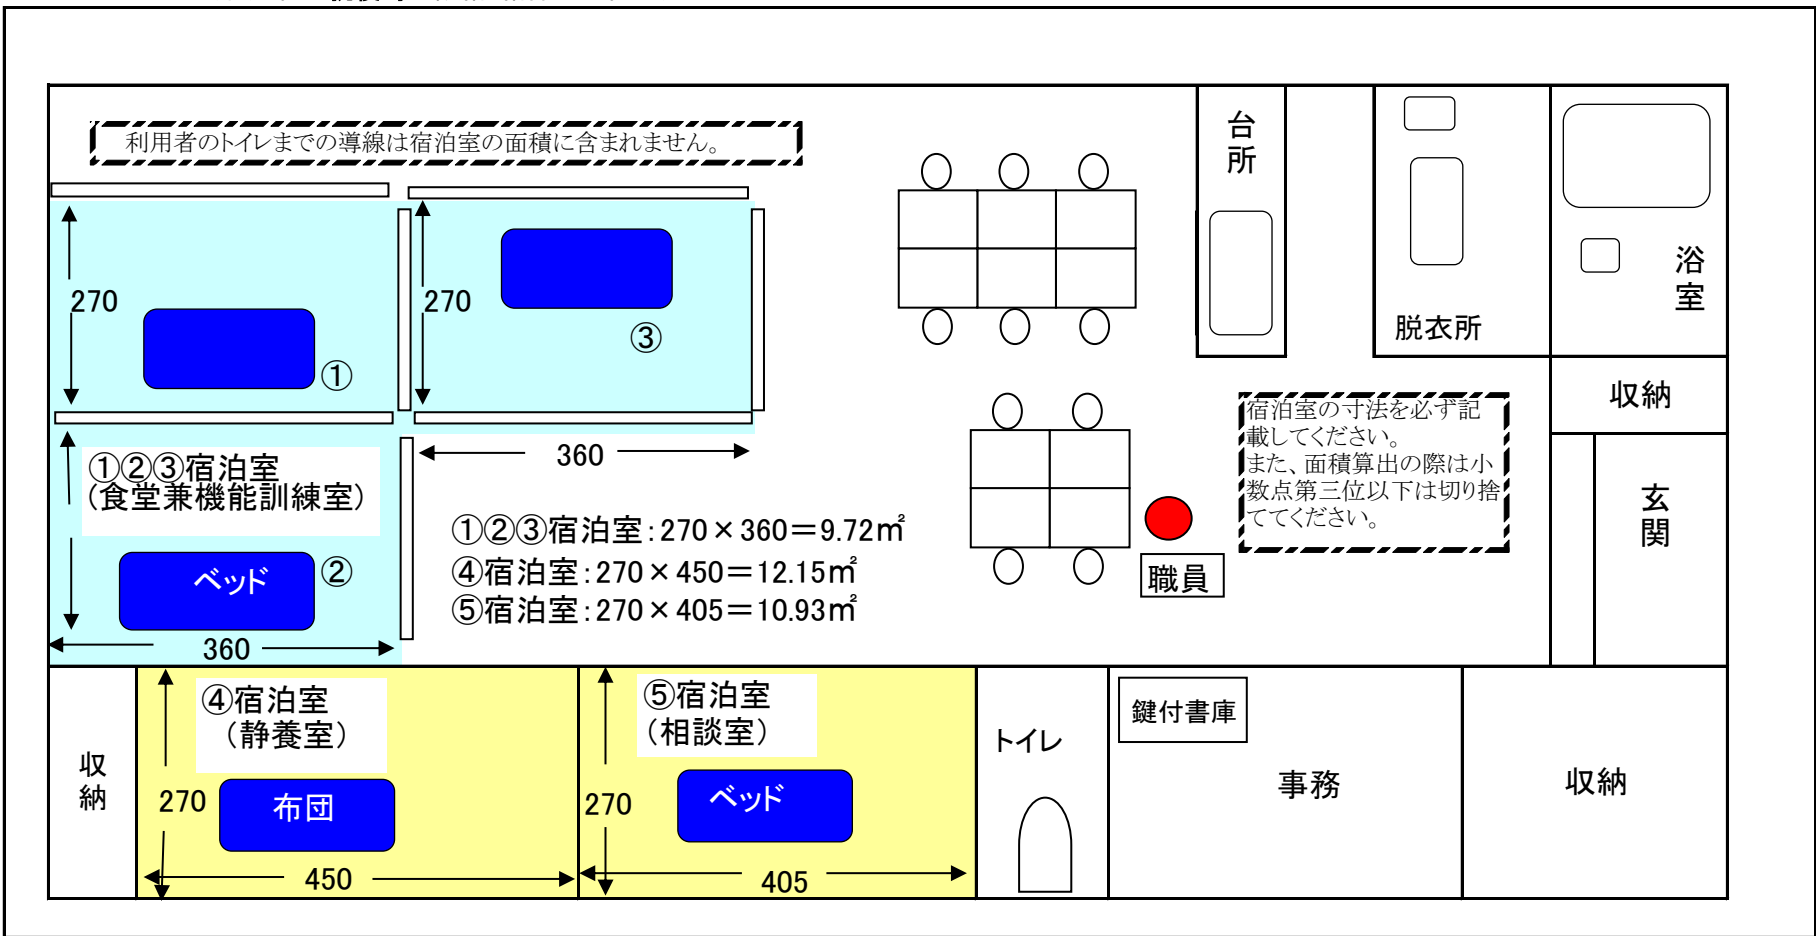 利用者のトイレまでの導線は宿泊室の面積に含まれません。
270
①
270
③
360
①②③宿泊室
(食堂兼機能訓練室)
ベッド
②
360
①②③宿泊室:270×360=9.72㎡
④宿泊室:270×450=12.15㎡
⑤宿泊室:270×405=10.93㎡
台所
脱衣所
浴室
収納
玄関
宿泊室の寸法を必ず記
載してください。
また、面積算出の際は小
数点第三位以下は切り捨
ててください。
職員
収納
④宿泊室
(静養室)
270
布団
450
⑤宿泊室
(相談室)
270
ベッド
405
トイレ
鍵付書庫
事務
収納